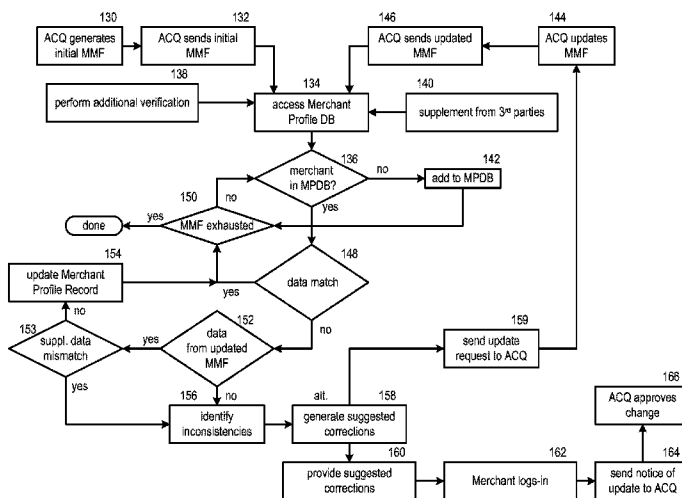 130
ACQ generates
initial MMF
132
ACQ sends initial
MMF
146
ACQ sends updated
MMF
144
ACQ updates
MMF
138
perform additional verification
134
access Merchant
Profile DB
140
supplement from 3rd parties
136
merchant
in MPDB?
no
yes
142
add to MPDB
150
MMF exhausted
no
yes
done
154
update Merchant
Profile Record
148
data match
yes
no
153
suppl. data
mismatch
no
yes
152
data
from updated
MMF
yes
no
159
send update
request to ACQ
156
identify
inconsistencies
alt.
158
generate suggested
corrections
166
ACQ approves
change
160
provide suggested
corrections
162
Merchant logs-in
164
send notice of
update to ACQ